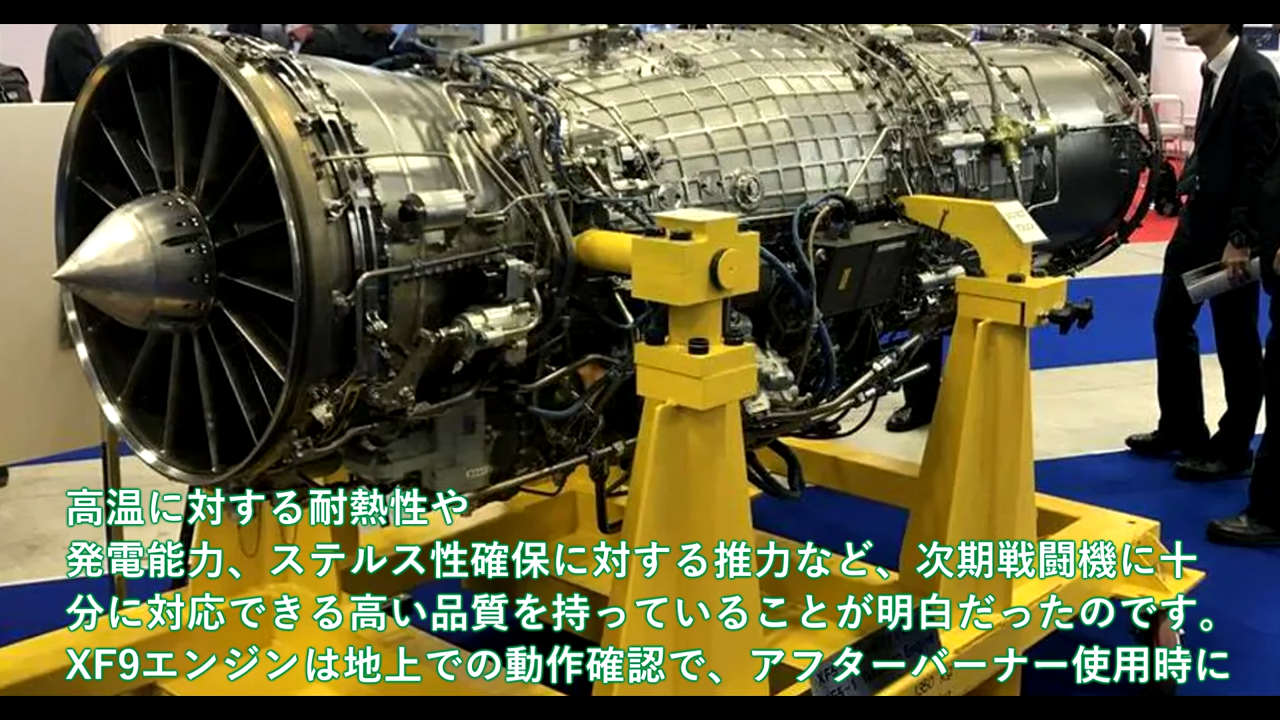 高温に対する耐熱性や
発電能力、ステルス性確保に対する推力など、次期戦闘機に十
分に対応できる高い品質を持っていることが明白だったのです。
XF9エンジンは地上での動作確認で、アフターバーナー使用時に